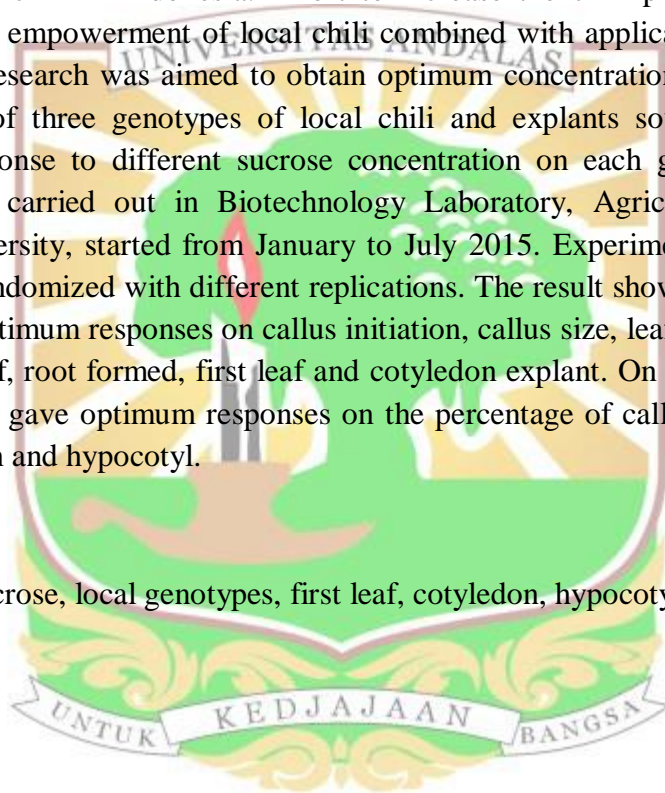 empowerment of local chili combined with applica
UNIVERSITAS ANDALAS
esearch was aimed to obtain optimum concentration
of three genotypes of local chili and explants so
onse to different sucrose concentration on each g
carried out in Biotechnology Laboratory, Agric
ersity, started from January to July 2015. Experime
ndomized with different replications. The result show
timum responses on callus initiation, callus size, lea
f, root formed, first leaf and cotyledon explant. On
gave optimum responses on the percentage of call
n and hypocotyl.
crose, local genotypes, first leaf, cotyledon, hypocoty
UNTUK KEDJAJAAN BANGSA